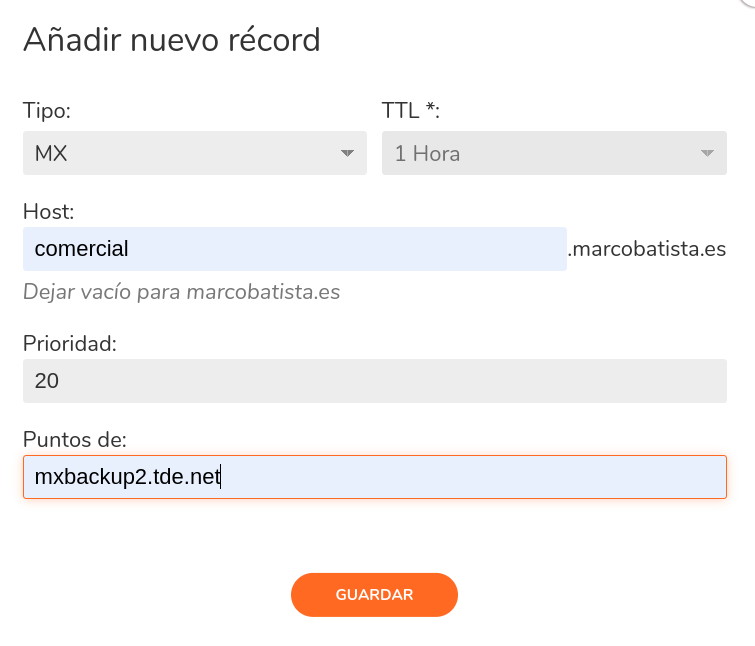 Añadir nuevo récord
Tipo: TTL *:
MX 1 Hora
Host:
comercial .marcobatista.es
Dejar vacío para marcobatista.es
Prioridad:
20
Puntos de:
mxbackup2.tde.net
GUARDAR